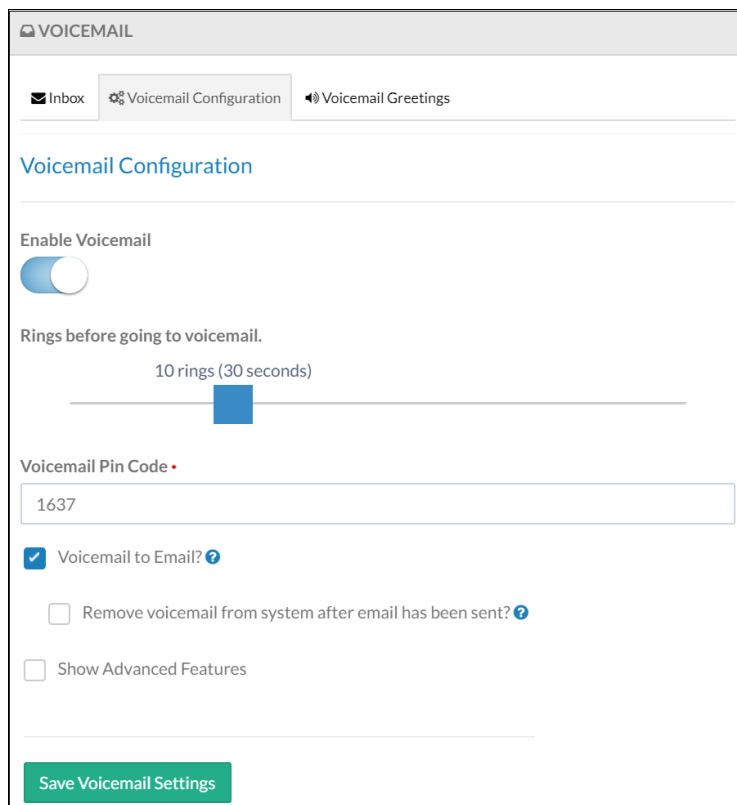 VOICEMAIL
Inbox Voicemail Configuration Voicemail Greetings
Voicemail Configuration
Enable Voicemail
Rings before going to voicemail.
10 rings (30 seconds)
Voicemail Pin Code •
1637
Voicemail to Email? ?
Remove voicemail from system after email has been sent? ?
Show Advanced Features
Save Voicemail Settings